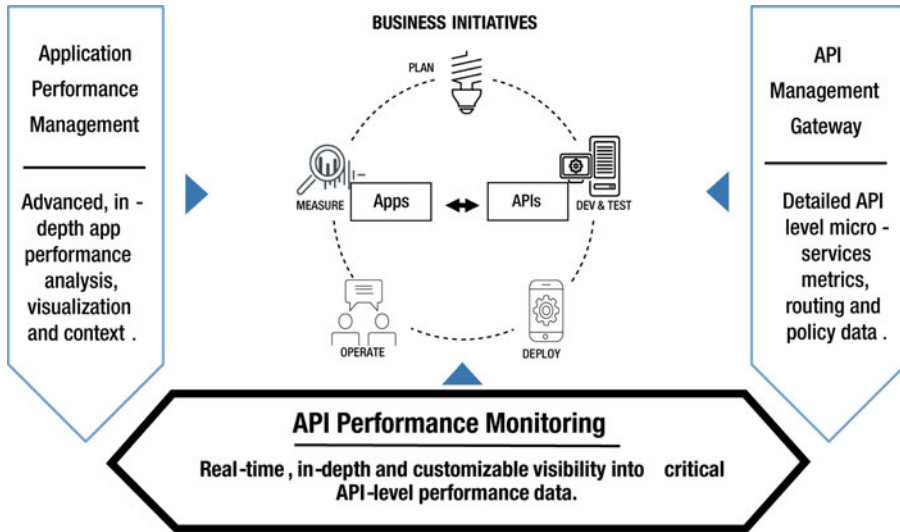 Application
Performance
Management
Advanced, in -
depth app
performance
analysis,
visualization
and context .
BUSINESS INITIATIVES
PLAN
MEASURE
Apps
APIs
DEV & TEST
OPERATE
DEPLOY
API
Management
Gateway
Detailed API
level micro -
services
metrics,
routing and
policy data .
API Performance Monitoring
Real-time , in-depth and customizable visibility into critical
API-level performance data.